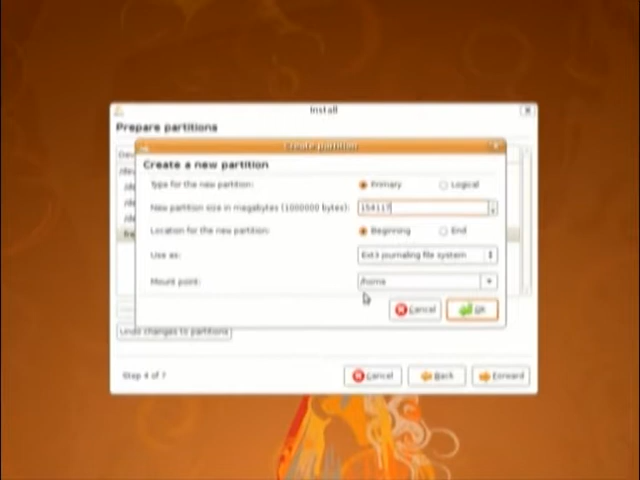 Install
Prepare partitions
Create partition
Create a new partition
Type for the new partition: Primary Logical
New partition size in megabytes (1000000 bytes): 154117
Location for the new partition: Beginning End
Use as: Ext3 journaling file system
Mount point: /home
Cancel OK
Undo changes to partitions
Step 4 of 7 Cancel Back Forward